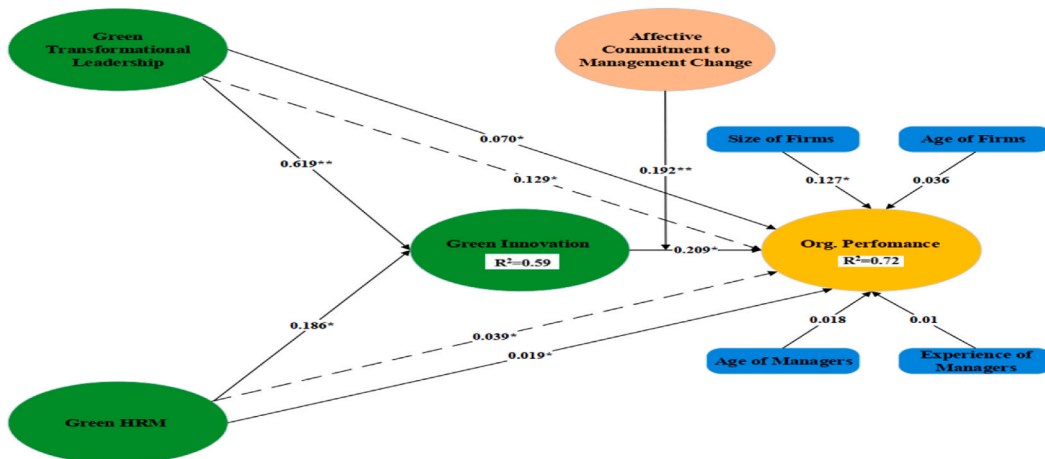 Green
Transformational
Leadership
Affective
Commitment to
Management Change
Size of Firms
Age of Firms
0.070*
0.619**
0.129*
0.192**
0.127*
0.036
Green Innovation
R²=0.59
0.209*
Org. Perfomance
R²=0.72
0.186*
0.039*
0.019*
0.018
0.01
Age of Managers
Experience of
Managers
Green HRM